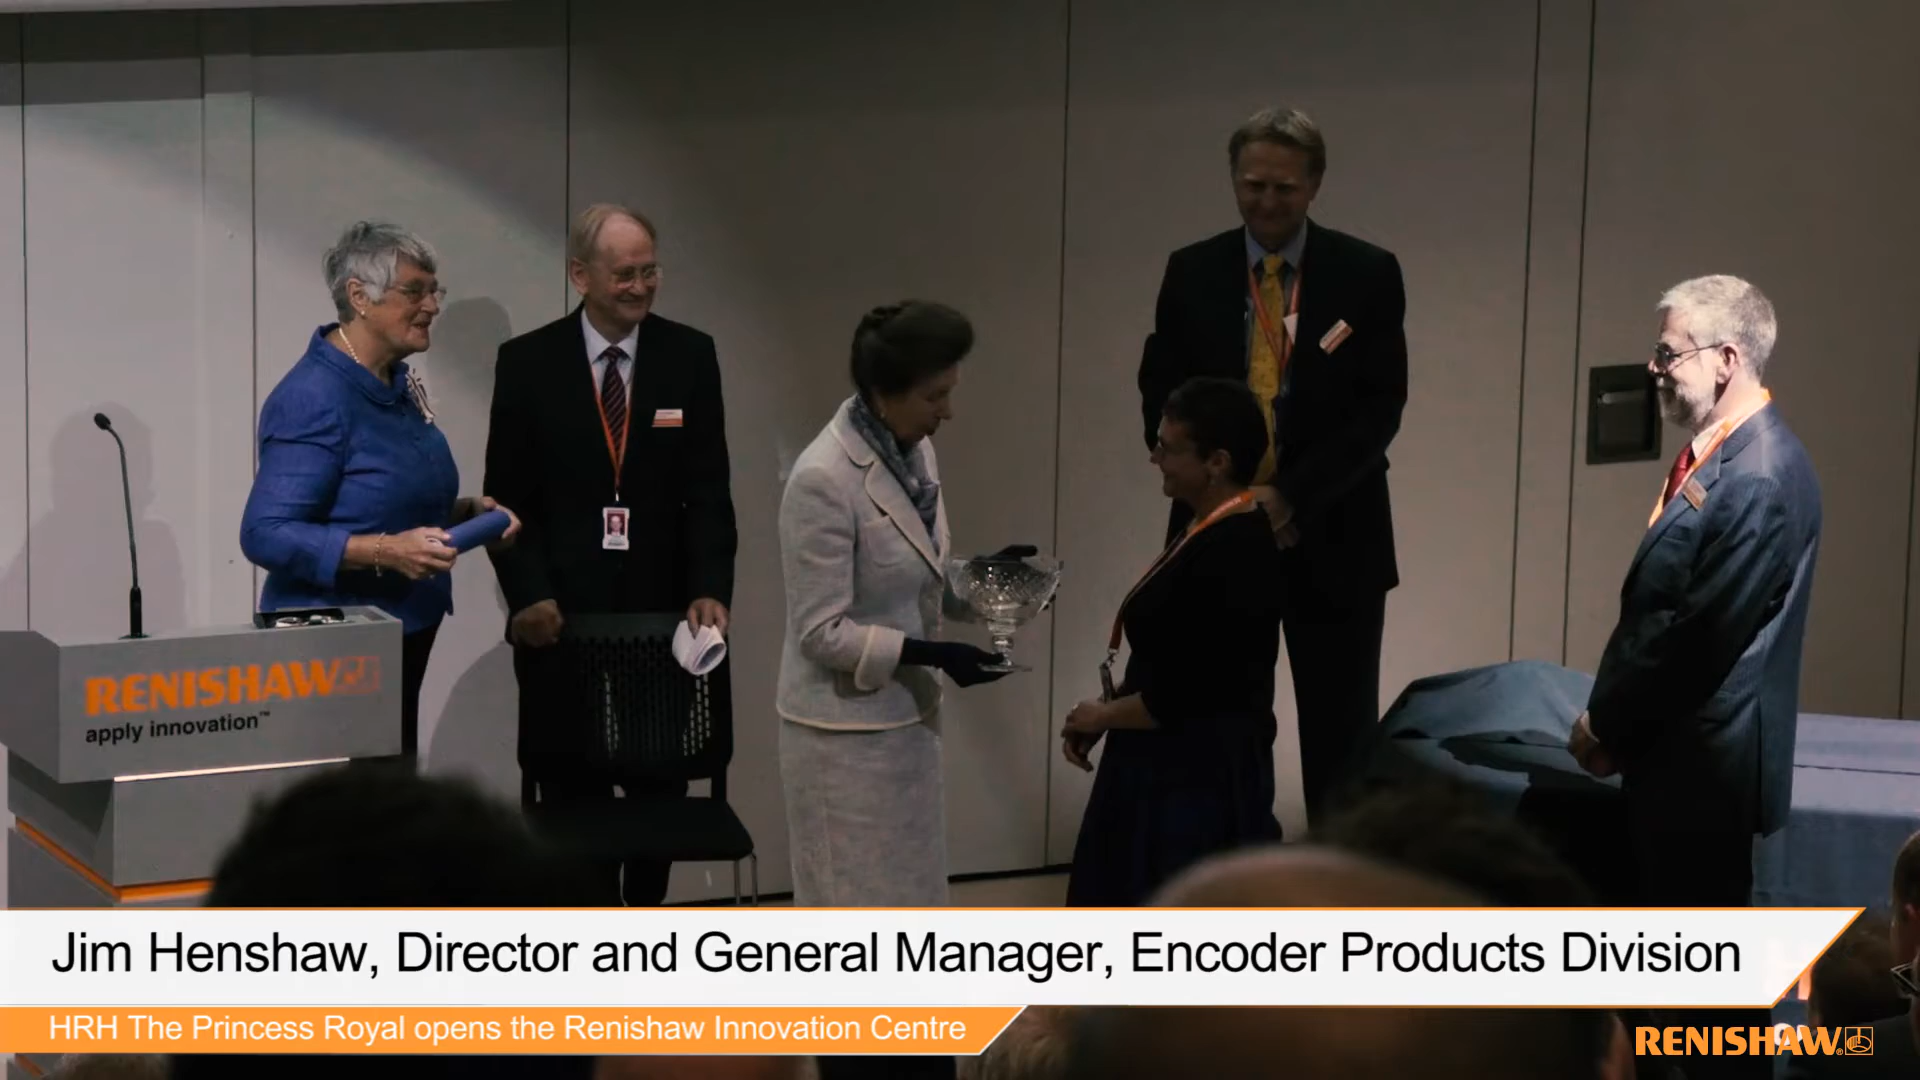 RENISHAW
apply innovation™
Jim Henshaw, Director and General Manager, Encoder Products Division
HRH The Princess Royal opens the Renishaw Innovation Centre
RENISHAW